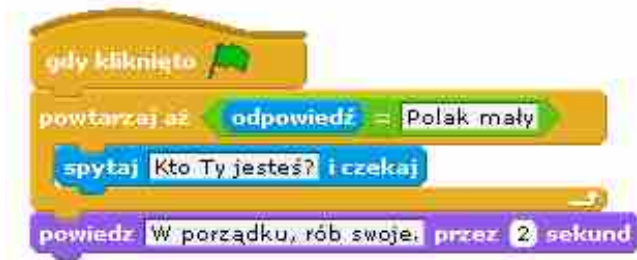 gdy kliknięto
powtarzaj aż odpowiedź = Polak mały
spytaj Kto Ty jesteś? i czekaj
powiedz W porządku, rób swoje. przez 2 sekund